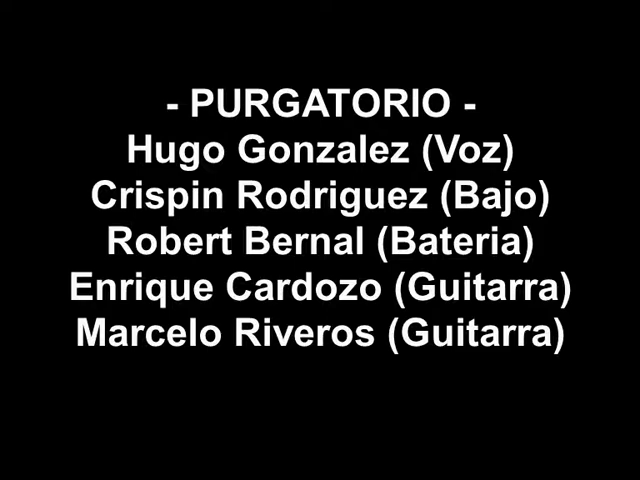 - PURGATORIO -
Hugo Gonzalez (Voz)
Crispin Rodriguez (Bajo)
Robert Bernal (Bateria)
Enrique Cardozo (Guitarra)
Marcelo Riveros (Guitarra)